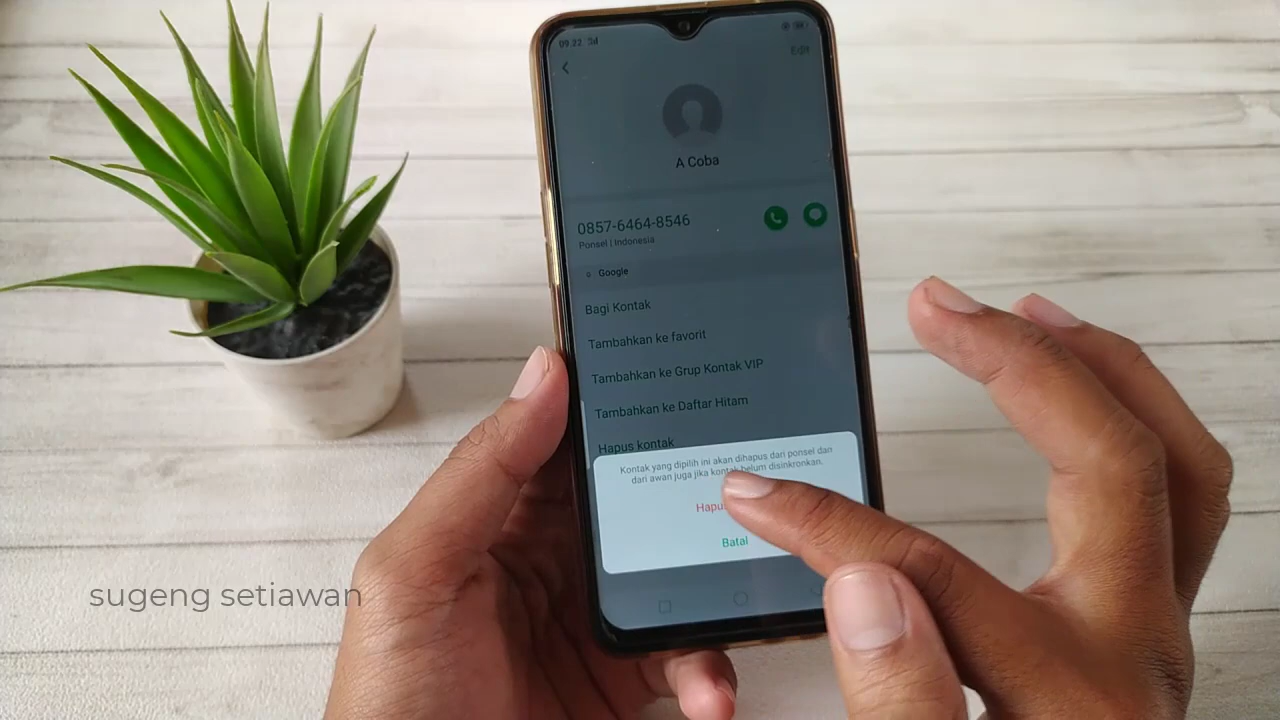 09.22
Edit
A Coba
0857-6464-8546
Ponsel | Indonesia
G Google
Bagi Kontak
Tambahkan ke favorit
Tambahkan ke Grup Kontak VIP
Tambahkan ke Daftar Hitam
Hapus kontak
Kontak yang dipilih ini akan dihapus dari ponsel dan
dari awan juga jika kontak belum disinkronkan.
Batal
sugeng setiawan